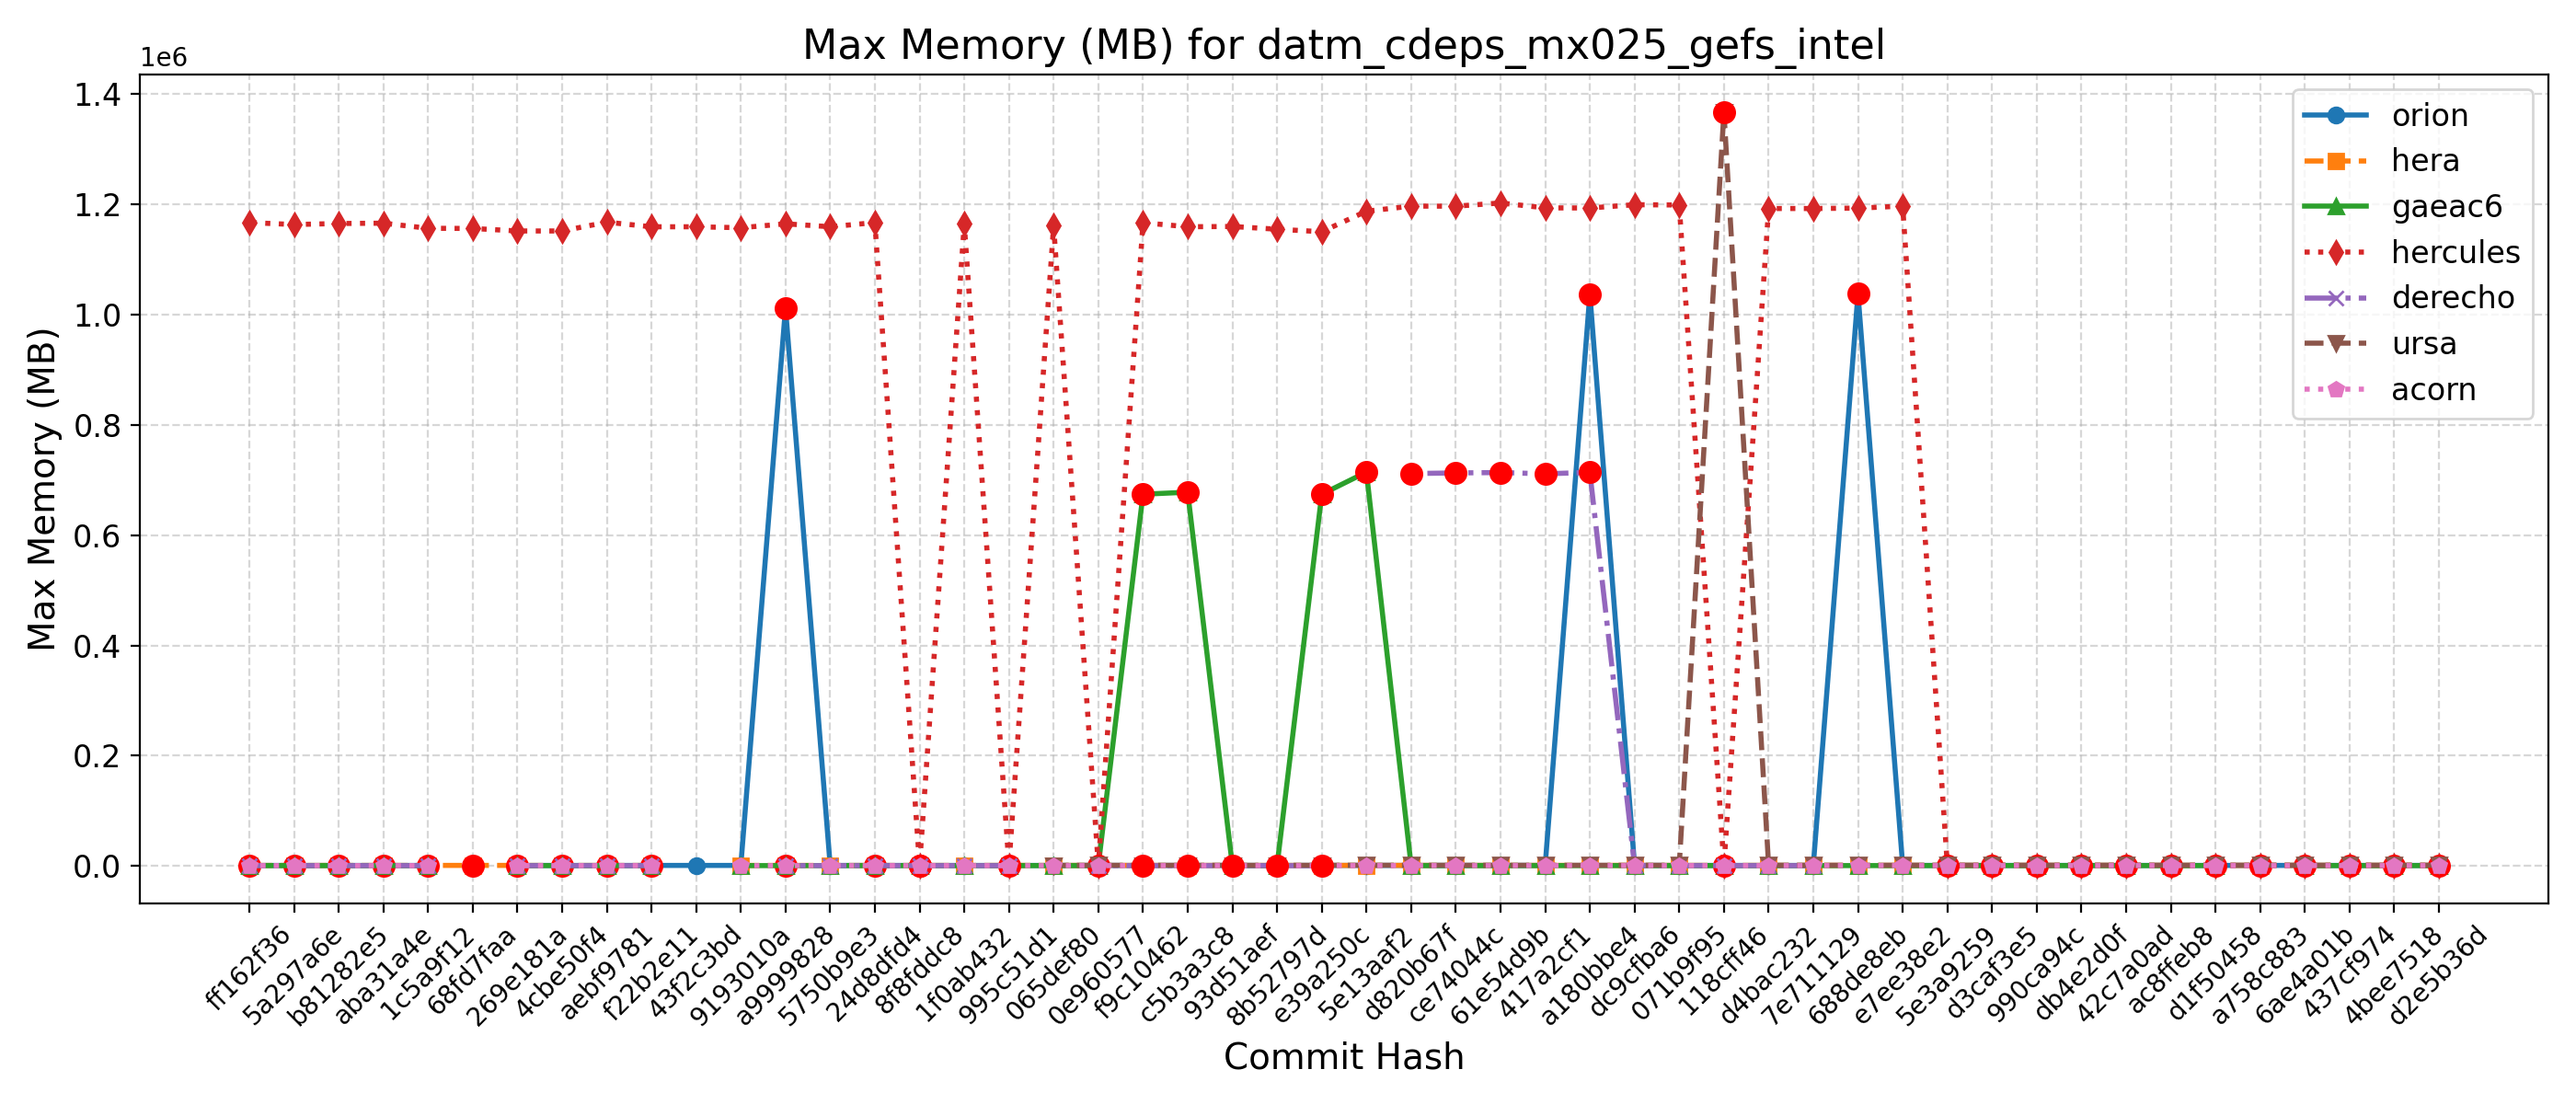 Max Memory (MB) for datm_cdeps_mx025_gefs_intel
1e6
1.4
1.2
1.0
0.8
0.6
0.4
0.2
0.0
Max Memory (MB)
orion
hera
gaeac6
hercules
derecho
ursa
acorn
ff162f36
5a297a6e
b81282e5
aba31a4e
1c5a9f12
68fd7faa
269e181a
4cbe50f4
aebf9781
f22b2e11
43f2c3bd
9193010a
a9999828
5750b9e3
24d8dfd4
8f8fddc8
1f0ab432
995c51d1
065def80
0e960577
f9c10462
c5b3a3c8
93d51aef
8b52797d
e39a250c
5e13aaf2
d820b67f
ce74044c
61e54d9b
417a2cf1
a180bbe4
dc9cfba6
071b9f95
118cff46
d4bac232
7e711129
688de8eb
e7ee38e2
5e3a9259
d3caf3e5
990ca94c
db4e2d0f
42c7a0ad
ac8ffeb8
d1f50458
a758c883
6ae4a01b
437cf974
4bee7518
d2e5b36d
Commit Hash